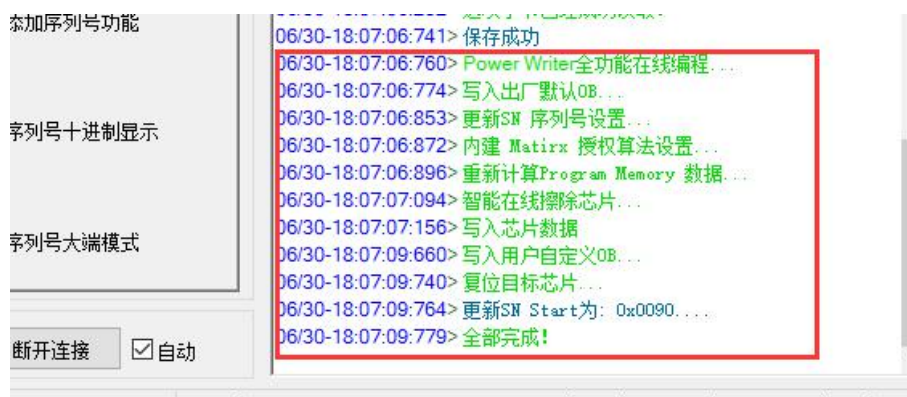 添加序列号功能
序列号十进制显示
序列号大端模式
断开连接
自动
06/30-18:07:06:741> 保存成功
06/30-18:07:06:760> Power Writer全功能在线编程...
06/30-18:07:06:774> 写入出厂默认OB...
06/30-18:07:06:853> 更新SN 序列号设置...
06/30-18:07:06:872> 内建 Matirx 授权算法设置...
06/30-18:07:06:896> 重新计算Program Memory 数据...
06/30-18:07:07:094> 智能在线擦除芯片...
06/30-18:07:07:156> 写入芯片数据
06/30-18:07:09:660> 写入用户自定义OB...
06/30-18:07:09:740> 复位目标芯片...
06/30-18:07:09:764> 更新SN Start为: 0x0090....
06/30-18:07:09:779> 全部完成!